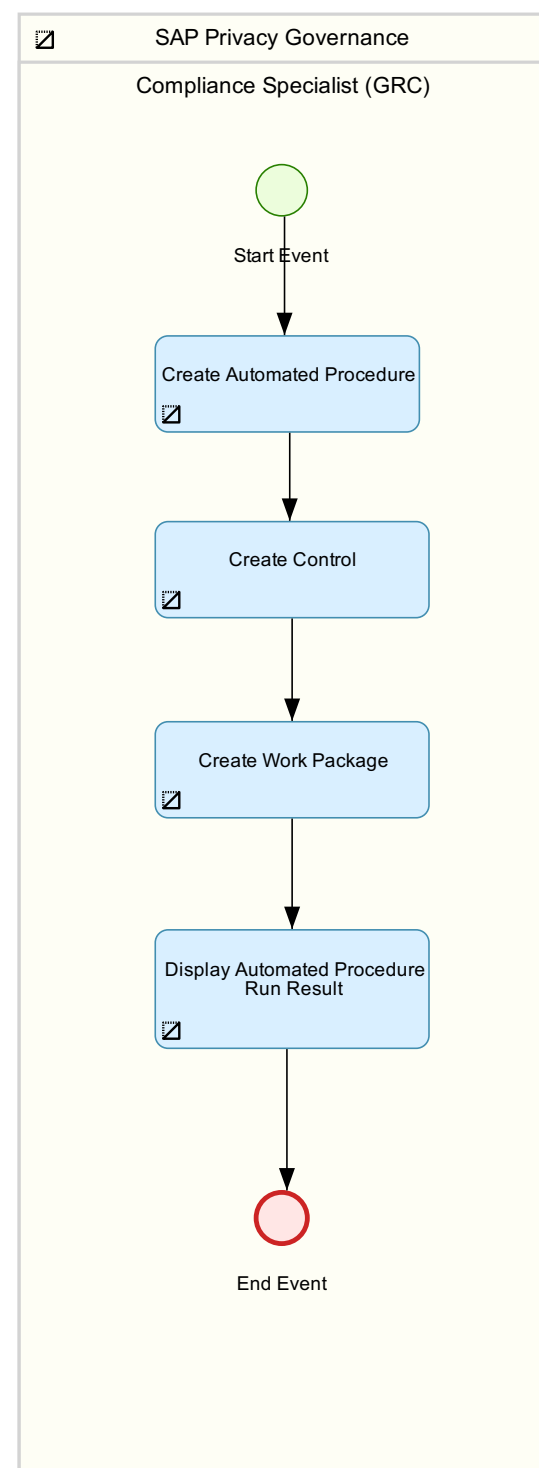 SAP Privacy Governance
Compliance Specialist (GRC)
Start Event
Create Automated Procedure
Create Control
Create Work Package
Display Automated Procedure
Run Result
End Event